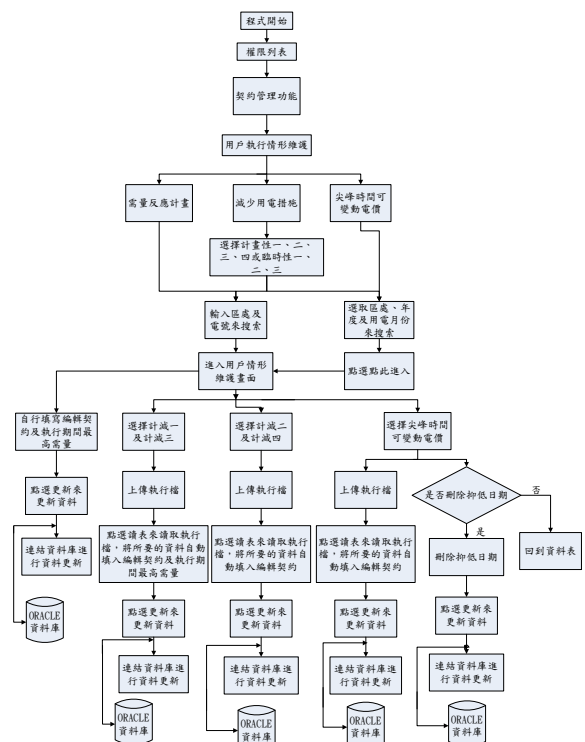 程式開始
權限列表
契約管理功能
用戶執行情形維護
需量反應計畫
減少用電措施
尖峰時間可
變動電價
選擇計畫性一、二、
三、四或臨時性一、
二、三
輸入區處及
電號來搜索
選取區處、年
度及用電月份
來搜索
進入用戶情形
維護畫面
點選點此進入
自行填寫編輯契
約及執行期間最
高需量
選擇計減一
及計減三
選擇計減二
及計減四
選擇尖峰時間
可變動電價
點選更新來
更新資料
上傳執行檔
上傳執行檔
上傳執行檔
是否刪除抑低日期
否
是
回到資料表
連結資料庫進
行資料更新
點選讀表來讀取執行
檔,將所要的資料自動
填入編輯契約及執行期
間最高需量
點選讀表來讀取執行
檔,將所要的資料自
動填入編輯契約
點選讀表來讀取執行
檔,將所要的資料自
動填入編輯契約
刪除抑低日期
ORACLE
資料庫
點選更新來
更新資料
點選更新來
更新資料
點選更新來
更新資料
點選更新來
更新資料
連結資料庫進
行資料更新
連結資料庫進
行資料更新
連結資料庫進
行資料更新
連結資料庫進
行資料更新
ORACLE
資料庫
ORACLE
資料庫
ORACLE
資料庫
ORACLE
資料庫